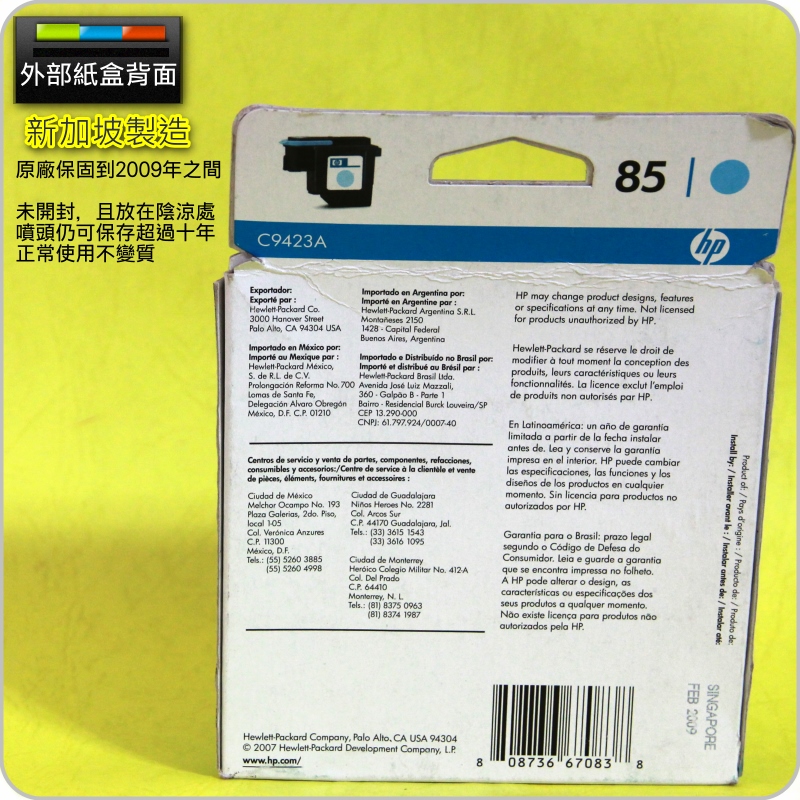 外部紙盒背面
新加坡製造
原廠保固到2009年之間
未開封，且放在陰涼處
噴頭仍可保存超過十年
正常使用不變質
85
C9423A
hp
Exportador:
Exporté par :
Hewlett-Packard Co.
3000 Hanover Street
Palo Alto, CA 94304 USA
Importado en México por:
Importé au Mexique par :
Hewlett-Packard México,
S. de R.L. de C.V.
Prolongación Reforma No. 700
Lomas de Santa Fe,
Delegación Alvaro Obregón
México, D.F. C.P. 01210
Importado en Argentina por:
Importé en Argentine par :
Hewlett-Packard Argentina S.R.L.
Montañeses 2150
1428 - Capital Federal
Buenos Aires, Argentina
Importado e Distribuído no Brasil por:
Importé et distribué au Brésil par :
Hewlett-Packard Brasil Ltda.
Avenida José Luiz Mazzali,
360 - Galpão B - Parte 1
Bairro - Residencial Burck Louveira/SP
CEP 13.290-000
CNPJ: 61.797.924/0007-40
Centros de servicio y venta de partes, componentes, refacciones,
consumibles y accesorios:/Centre de service à la clientèle et vente
de pièces, éléments, fournitures et accessoires :
Ciudad de México
Melchor Ocampo No. 193
Plaza Galerias, 2do. Piso,
local 1-05
Col. Verónica Anzures
C.P. 11300
México, D.F.
Tels.: (55) 5260 3885
(55) 5260 4998
Ciudad de Guadalajara
Niños Heroes No. 2281
Col. Arcos Sur
C.P. 44170 Guadalajara, Jal.
Tels.: (33) 3615 1543
(33) 3616 1095
Ciudad de Monterrey
Heróico Colegio Militar No. 412-A
Col. Del Prado
C.P. 64410
Monterrey, N. L.
Tels.: (81) 8375 0963
(81) 8374 1987
HP may change product designs, features
or specifications at any time. Not licensed
for products unauthorized by HP.
Hewlett-Packard se réserve le droit de
modifier à tout moment la conception des
produits, leurs caractéristiques ou leurs
fonctionnalités. La licence exclut l'emploi
de produits non autorisés par HP.
En Latinoamérica: un año de garantía
limitada a partir de la fecha instalar
antes de. Lea y conserve la garantía
impresa en el interior. HP puede cambiar
las especificaciones, las funciones y los
diseños de los productos en cualquier
momento. Sin licencia para productos no
autorizados por HP.
Garantia para o Brasil: prazo legal
segundo o Código de Defesa do
Consumidor. Leia e guarde a garantia
que se encontra impressa no folheto.
A HP pode alterar o design, as
características ou especificações dos
seus produtos a qualquer momento.
Não existe licença para produtos não
autorizados pela HP.
Product of: / Pays d'origine : / Producto de: / Produto de:
Install by: / Installer avant le : / Instalar antes de: / Instalar até:
SINGAPORE
FEB 2009
Hewlett-Packard Company, Palo Alto, CA USA 94304
© 2007 Hewlett-Packard Development Company, L.P.
www.hp.com/
8 08736 67083 8